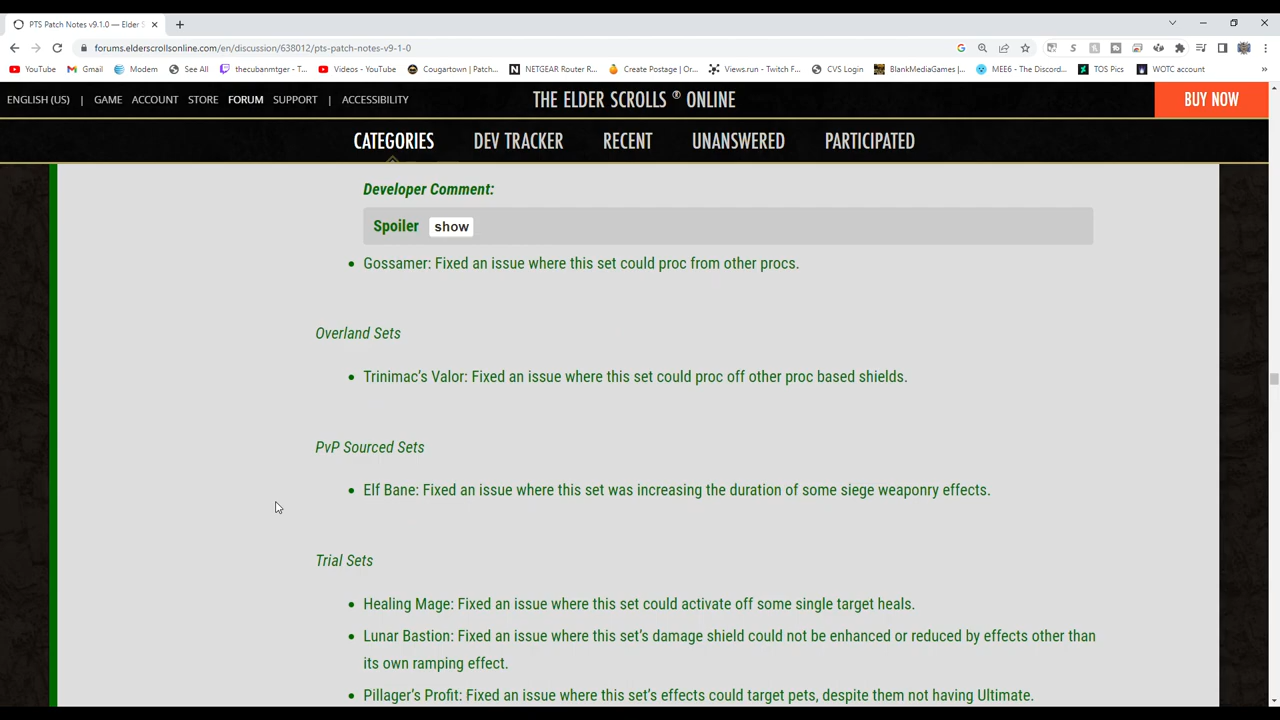 PTS Patch Notes v9.1.0 — Elder S
forums.elderscrollsonline.com/en/discussion/638012/pts-patch-notes-v9-1-0
YouTube Gmail Modem See All thecubanmtger - T... Videos - YouTube Cougartown | Patch... NETGEAR Router R... Create Postage | Or... Views.run - Twitch F... CVS Login BlankMediaGames |... MEE6 - The Discord... TOS Pics WOTC account »
ENGLISH (US) | GAME ACCOUNT STORE FORUM SUPPORT | ACCESSIBILITY THE ELDER SCROLLS ® ONLINE BUY NOW
CATEGORIES DEV TRACKER RECENT UNANSWERED PARTICIPATED
Developer Comment:
Spoiler show
• Gossamer: Fixed an issue where this set could proc from other procs.
Overland Sets
• Trinimac’s Valor: Fixed an issue where this set could proc off other proc based shields.
PvP Sourced Sets
• Elf Bane: Fixed an issue where this set was increasing the duration of some siege weaponry effects.
Trial Sets
• Healing Mage: Fixed an issue where this set could activate off some single target heals.
• Lunar Bastion: Fixed an issue where this set’s damage shield could not be enhanced or reduced by effects other than
its own ramping effect.
• Pillager’s Profit: Fixed an issue where this set’s effects could target pets, despite them not having Ultimate.